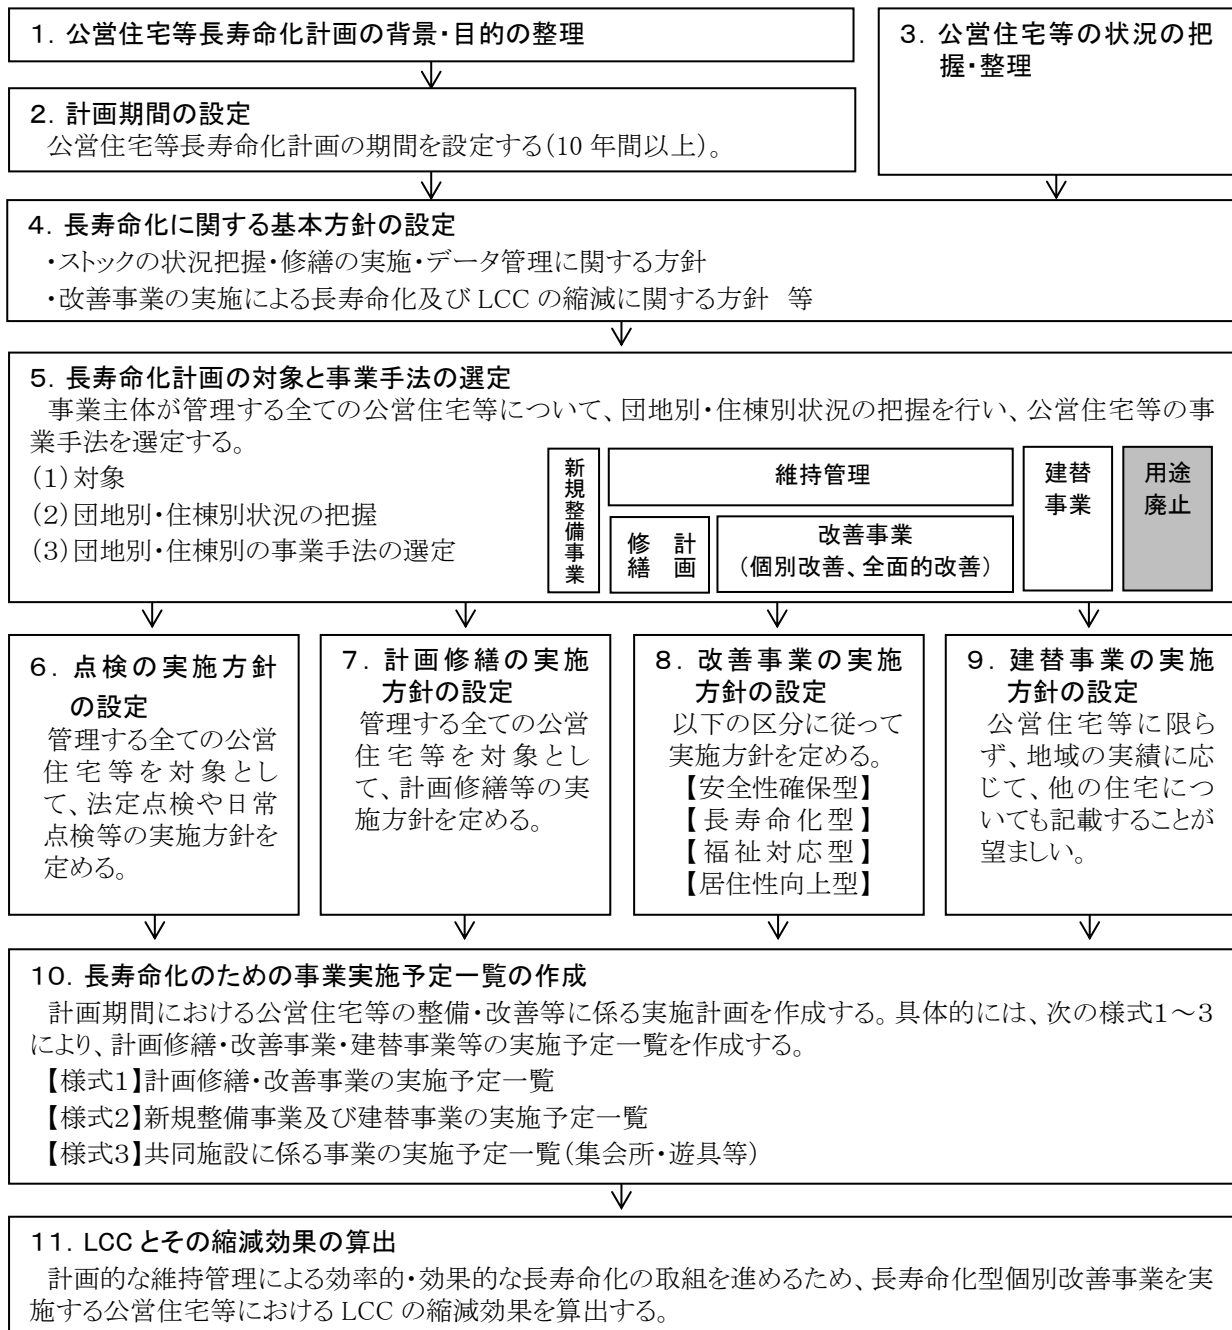 1．公営住宅等長寿命化計画の背景・目的の整理
3．公営住宅等の状況の把
握・整理
2．計画期間の設定
公営住宅等長寿命化計画の期間を設定する（10 年間以上）。
4．長寿命化に関する基本方針の設定
・ストックの状況把握・修繕の実施・データ管理に関する方針
・改善事業の実施による長寿命化及び LCC の縮減に関する方針　等
5．長寿命化計画の対象と事業手法の選定
事業主体が管理する全ての公営住宅等について、団地別・住棟別状況の把握を行い、公営住宅等の事
業手法を選定する。
（1）対象
（2）団地別・住棟別状況の把握
（3）団地別・住棟別の事業手法の選定
新規整備事業
維持管理
計画
修繕
改善事業
（個別改善、全面的改善）
建替
事業
用途
廃止
6．点検の実施方針
の設定
管理する全ての公営
住宅等を対象とし
て、法定点検や日常
点検等の実施方針を
定める。
7．計画修繕の実施
方針の設定
管理する全ての公営
住宅等を対象とし
て、計画修繕等の実
施方針を定める。
8．改善事業の実施
方針の設定
以下の区分に従って
実施方針を定める。
【安全性確保型】
【長寿命化型】
【福祉対応型】
【居住性向上型】
9．建替事業の実施
方針の設定
公営住宅等に限ら
ず、地域の実績に応
じて、他の住宅につ
いても記載することが
望ましい。
10．長寿命化のための事業実施予定一覧の作成
計画期間における公営住宅等の整備・改善等に係る実施計画を作成する。具体的には、次の様式1～3
により、計画修繕・改善事業・建替事業等の実施予定一覧を作成する。
【様式1】計画修繕・改善事業の実施予定一覧
【様式2】新規整備事業及び建替事業の実施予定一覧
【様式3】共同施設に係る事業の実施予定一覧（集会所・遊具等）
11．LCC とその縮減効果の算出
計画的な維持管理による効率的・効果的な長寿命化の取組を進めるため、長寿命化型個別改善事業を実
施する公営住宅等における LCC の縮減効果を算出する。